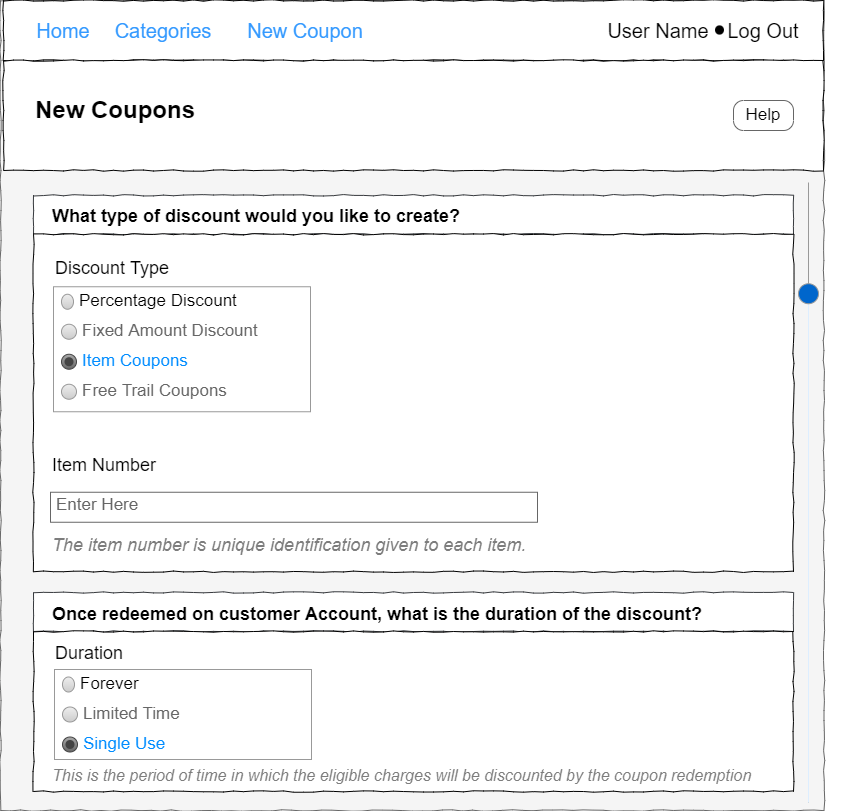 Home Categories New Coupon User Name Log Out
New Coupons
Help
What type of discount would you like to create?
Discount Type
Percentage Discount
Fixed Amount Discount
Item Coupons
Free Trail Coupons
Item Number
Enter Here
The item number is unique identification given to each item.
Once redeemed on customer Account, what is the duration of the discount?
Duration
Forever
Limited Time
Single Use
This is the period of time in which the eligible charges will be discounted by the coupon redemption